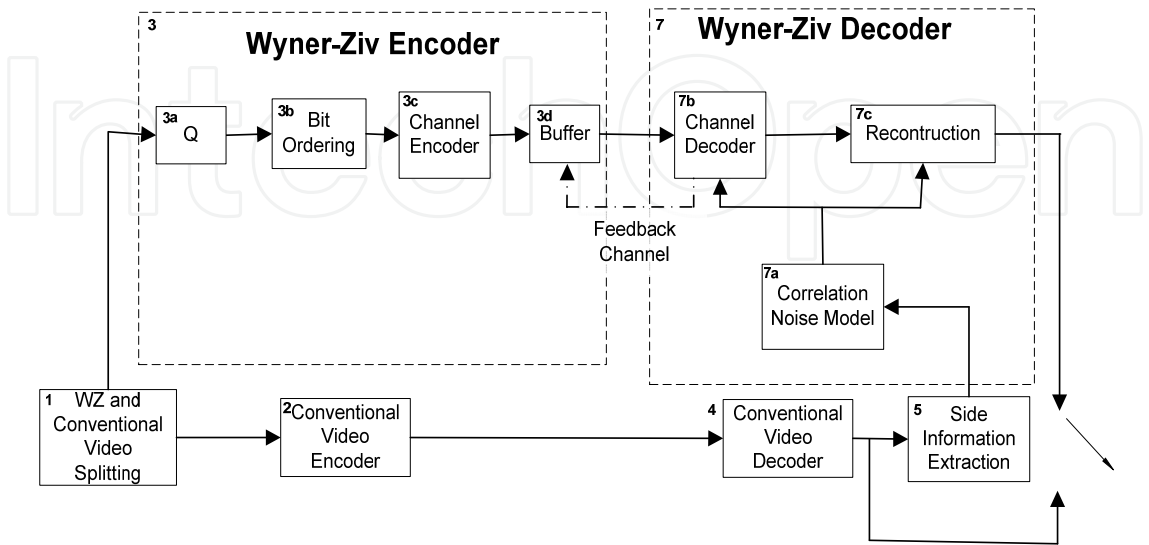 3
Wyner-Ziv Encoder
7
Wyner-Ziv Decoder
3a
Q
3b
Bit
Ordering
3c
Channel
Encoder
3d
Buffer
7b
Channel
Decoder
7c
Recontruction
Feedback
Channel
7a
Correlation
Noise Model
1
WZ and
Conventional
Video
Splitting
2
Conventional
Video
Encoder
4
Conventional
Video
Decoder
5
Side
Information
Extraction
IntechOpen